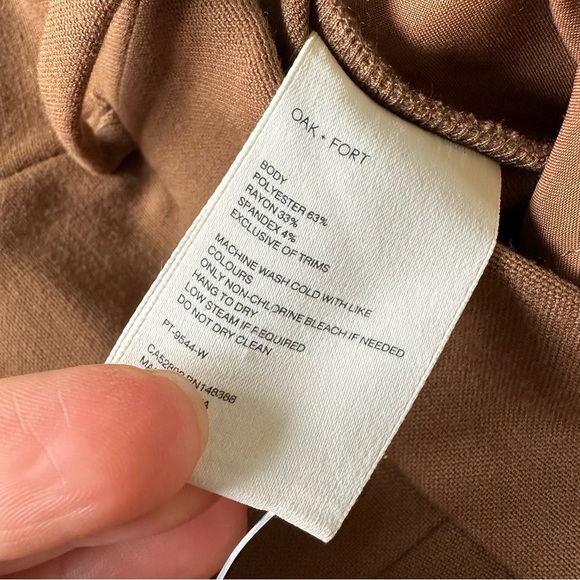 OAK + FORT
BODY
POLYESTER 63%
RAYON 33%
SPANDEX 4%
EXCLUSIVE OF TRIMS
MACHINE WASH COLD WITH LIKE
COLOURS
ONLY NON-CHLORINE BLEACH IF NEEDED
HANG TO DRY
LOW STEAM IF REQUIRED
DO NOT DRY CLEAN
PT-9544-W
RN148388